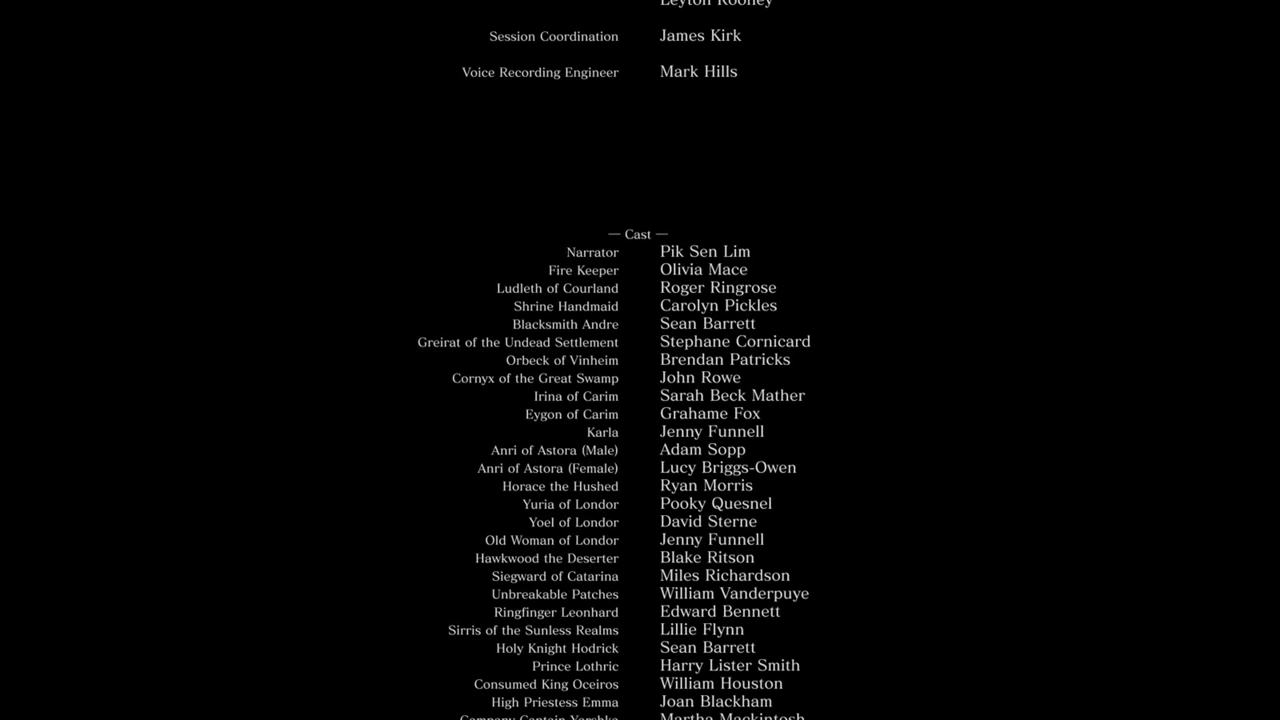 Leyton Rooney
Session Coordination James Kirk
Voice Recording Engineer Mark Hills
— Cast —
Narrator Pik Sen Lim
Fire Keeper Olivia Mace
Ludleth of Courland Roger Ringrose
Shrine Handmaid Carolyn Pickles
Blacksmith Andre Sean Barrett
Greirat of the Undead Settlement Stephane Cornicard
Orbeck of Vinheim Brendan Patricks
Cornyx of the Great Swamp John Rowe
Irina of Carim Sarah Beck Mather
Eygon of Carim Grahame Fox
Karla Jenny Funnell
Anri of Astora (Male) Adam Sopp
Anri of Astora (Female) Lucy Briggs-Owen
Horace the Hushed Ryan Morris
Yuria of Londor Pooky Quesnel
Yoel of Londor David Sterne
Old Woman of Londor Jenny Funnell
Hawkwood the Deserter Blake Ritson
Siegward of Catarina Miles Richardson
Unbreakable Patches William Vanderpuye
Ringfinger Leonhard Edward Bennett
Sirris of the Sunless Realms Lillie Flynn
Holy Knight Hodrick Sean Barrett
Prince Lothric Harry Lister Smith
Consumed King Oceiros William Houston
High Priestess Emma Joan Blackham
Company Captain Yorshka Martha Mackintosh